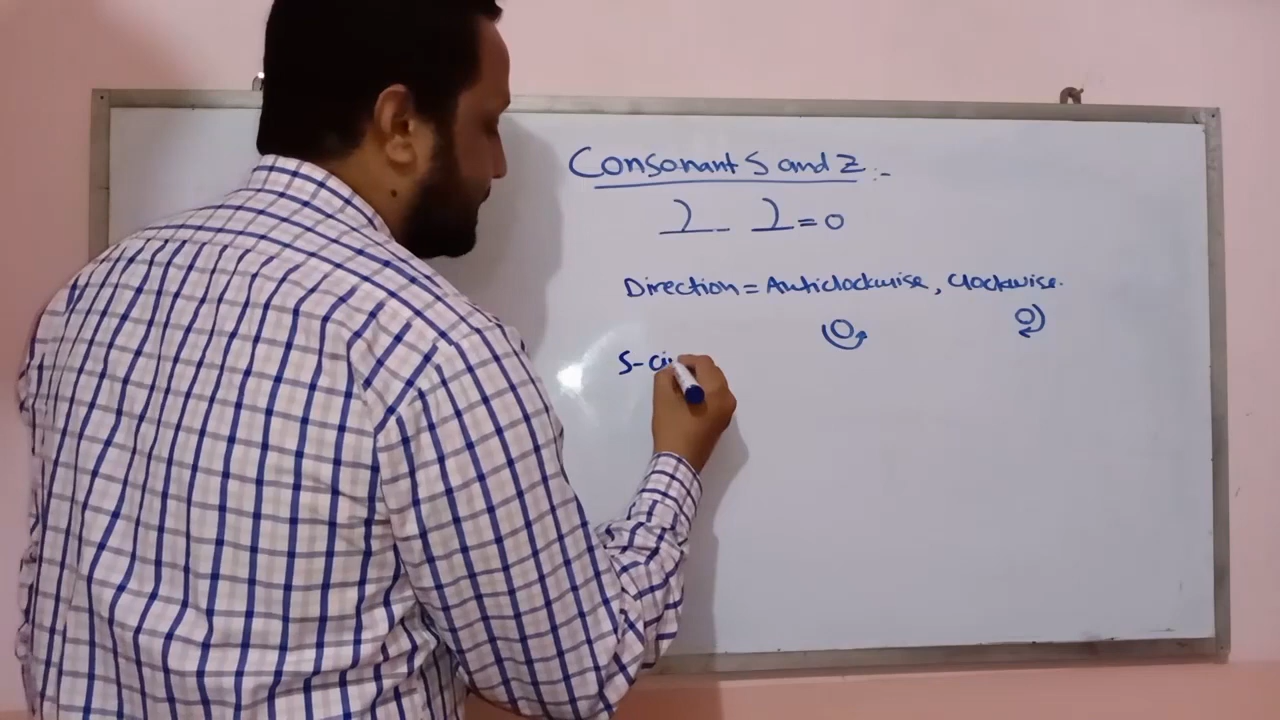 Consonant S and Z :-
= o
Direction = Anticlockwise, Clockwise.
S-ci